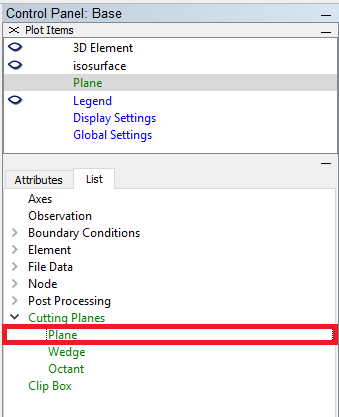 Control Panel: Base
Plot Items
3D Element
isosurface
Plane
Legend
Display Settings
Global Settings
Attributes List
Axes
Observation
Boundary Conditions
Element
File Data
Node
Post Processing
Cutting Planes
Plane
Wedge
Octant
Clip Box